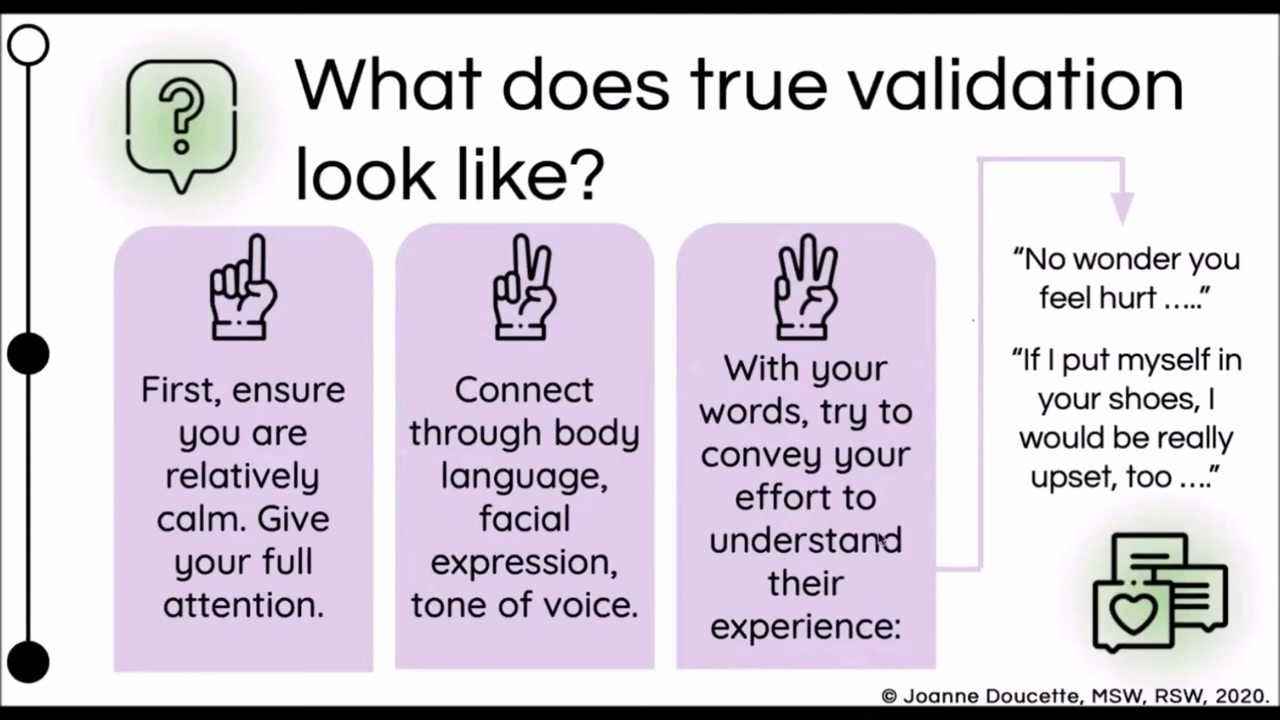 What does true validation
look like?
First, ensure
you are
relatively
calm. Give
your full
attention.
Connect
through body
language,
facial
expression,
tone of voice.
With your
words, try to
convey your
effort to
understand
their
experience:
“No wonder you
feel hurt .....”
“If I put myself in
your shoes, I
would be really
upset, too ....”
© Joanne Doucette, MSW, RSW, 2020.